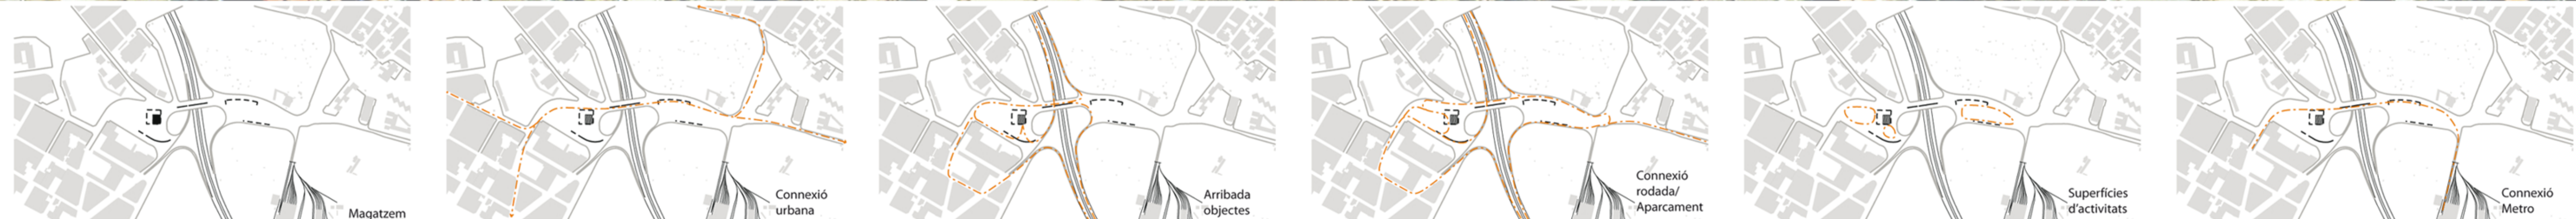 Magatzem
Connexió
urbana
Arribada
objectes
Connexió
rodada/
Aparcament
Superfícies
d'activitats
Connexió
Metro